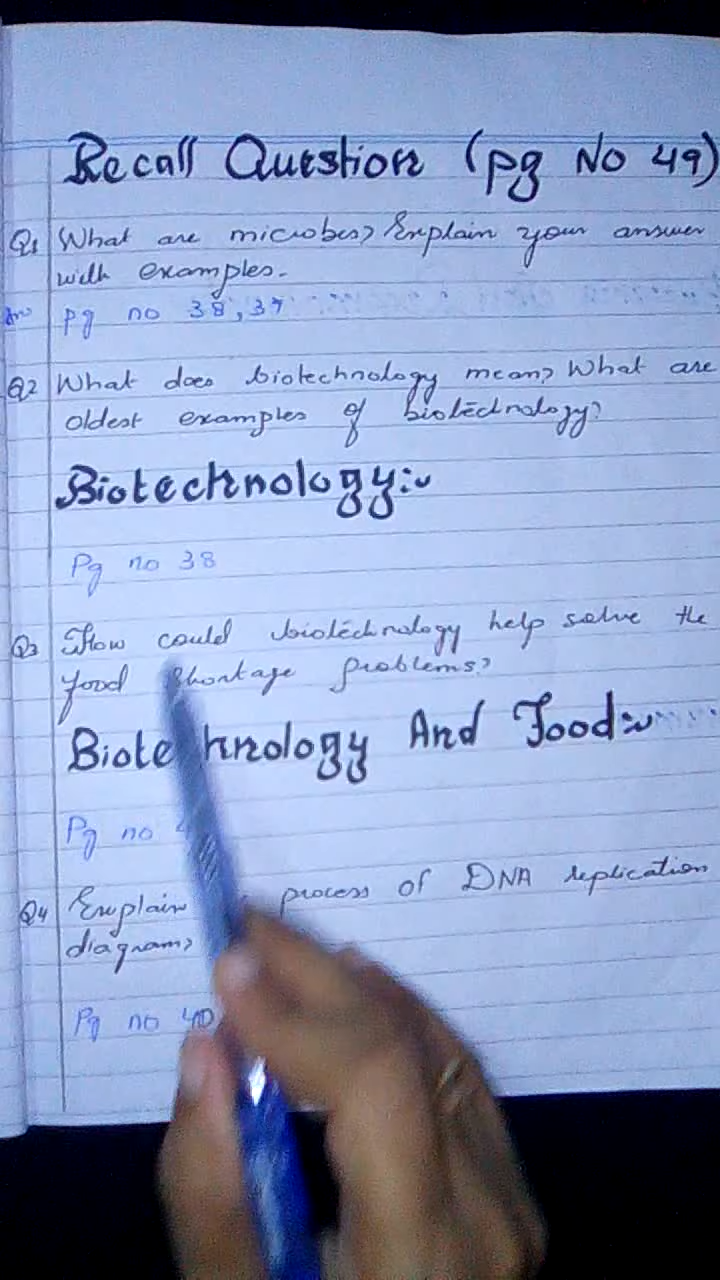 Recall Question (pg No 49)
Q1 What are microbes? Explain your answer
with examples.
Ans pg no 38, 37
Q2 What does biotechnology mean? What are
oldest examples of biotechnology?
Biotechnology:~
Pg no 38
Q3 How could biotechnology help solve the
food shortage problems?
Biotechnology And Food:~
Pg no
Q4 Explain process of DNA replication
diagram?
Pg no 40